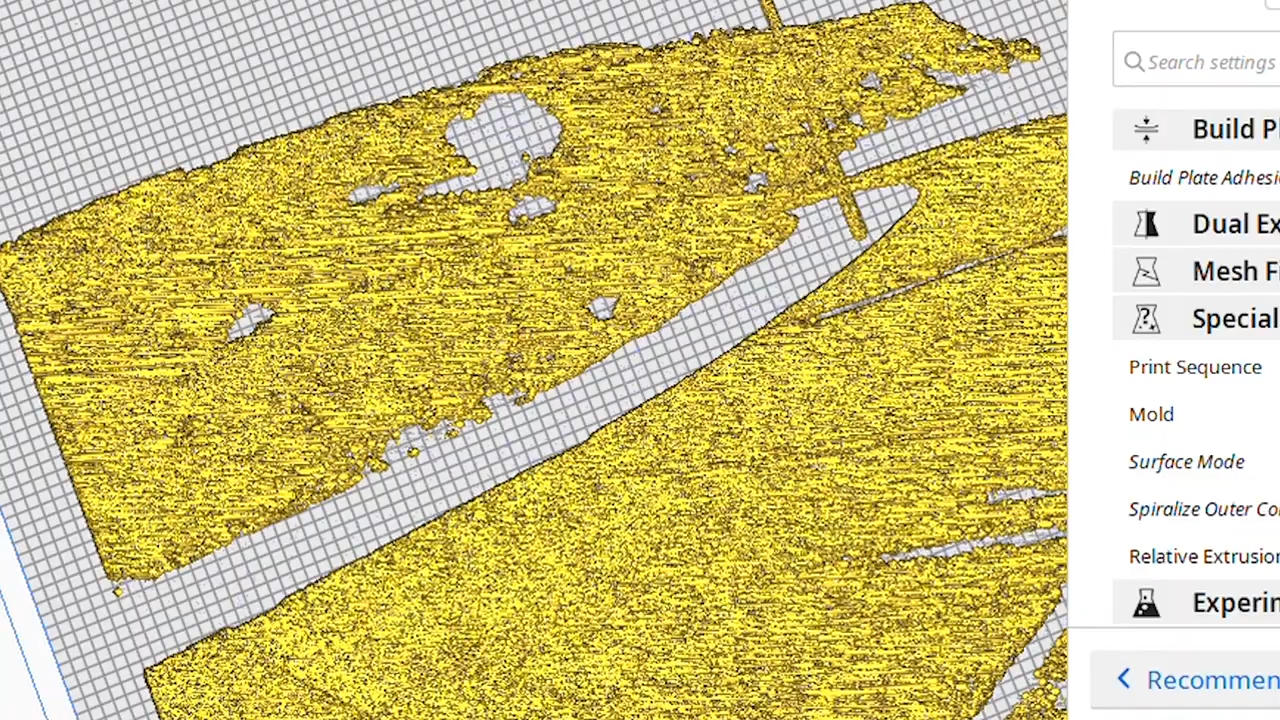 Search settings
Build P
Build Plate Adhesi
Dual Ex
Mesh Fi
Special
Print Sequence
Mold
Surface Mode
Spiralize Outer Co
Relative Extrusion
Experim
Recommen